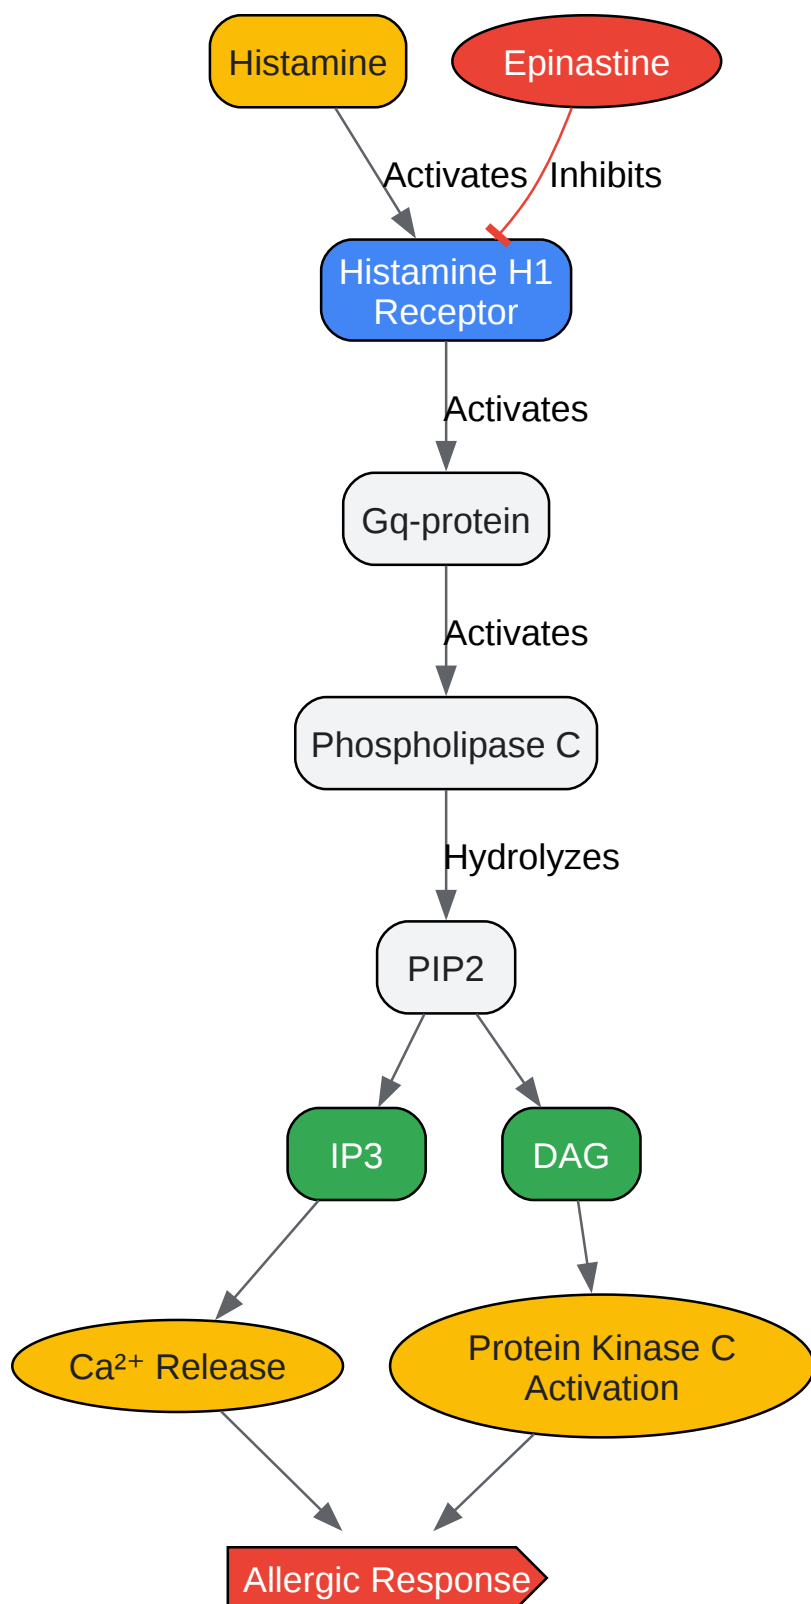 Histamine
Epinastine
Activates
Inhibits
Histamine H1
Receptor
Activates
Gq-protein
Activates
Phospholipase C
Hydrolyzes
PIP2
IP3
DAG
Ca²⁺ Release
Protein Kinase C
Activation
Allergic Response